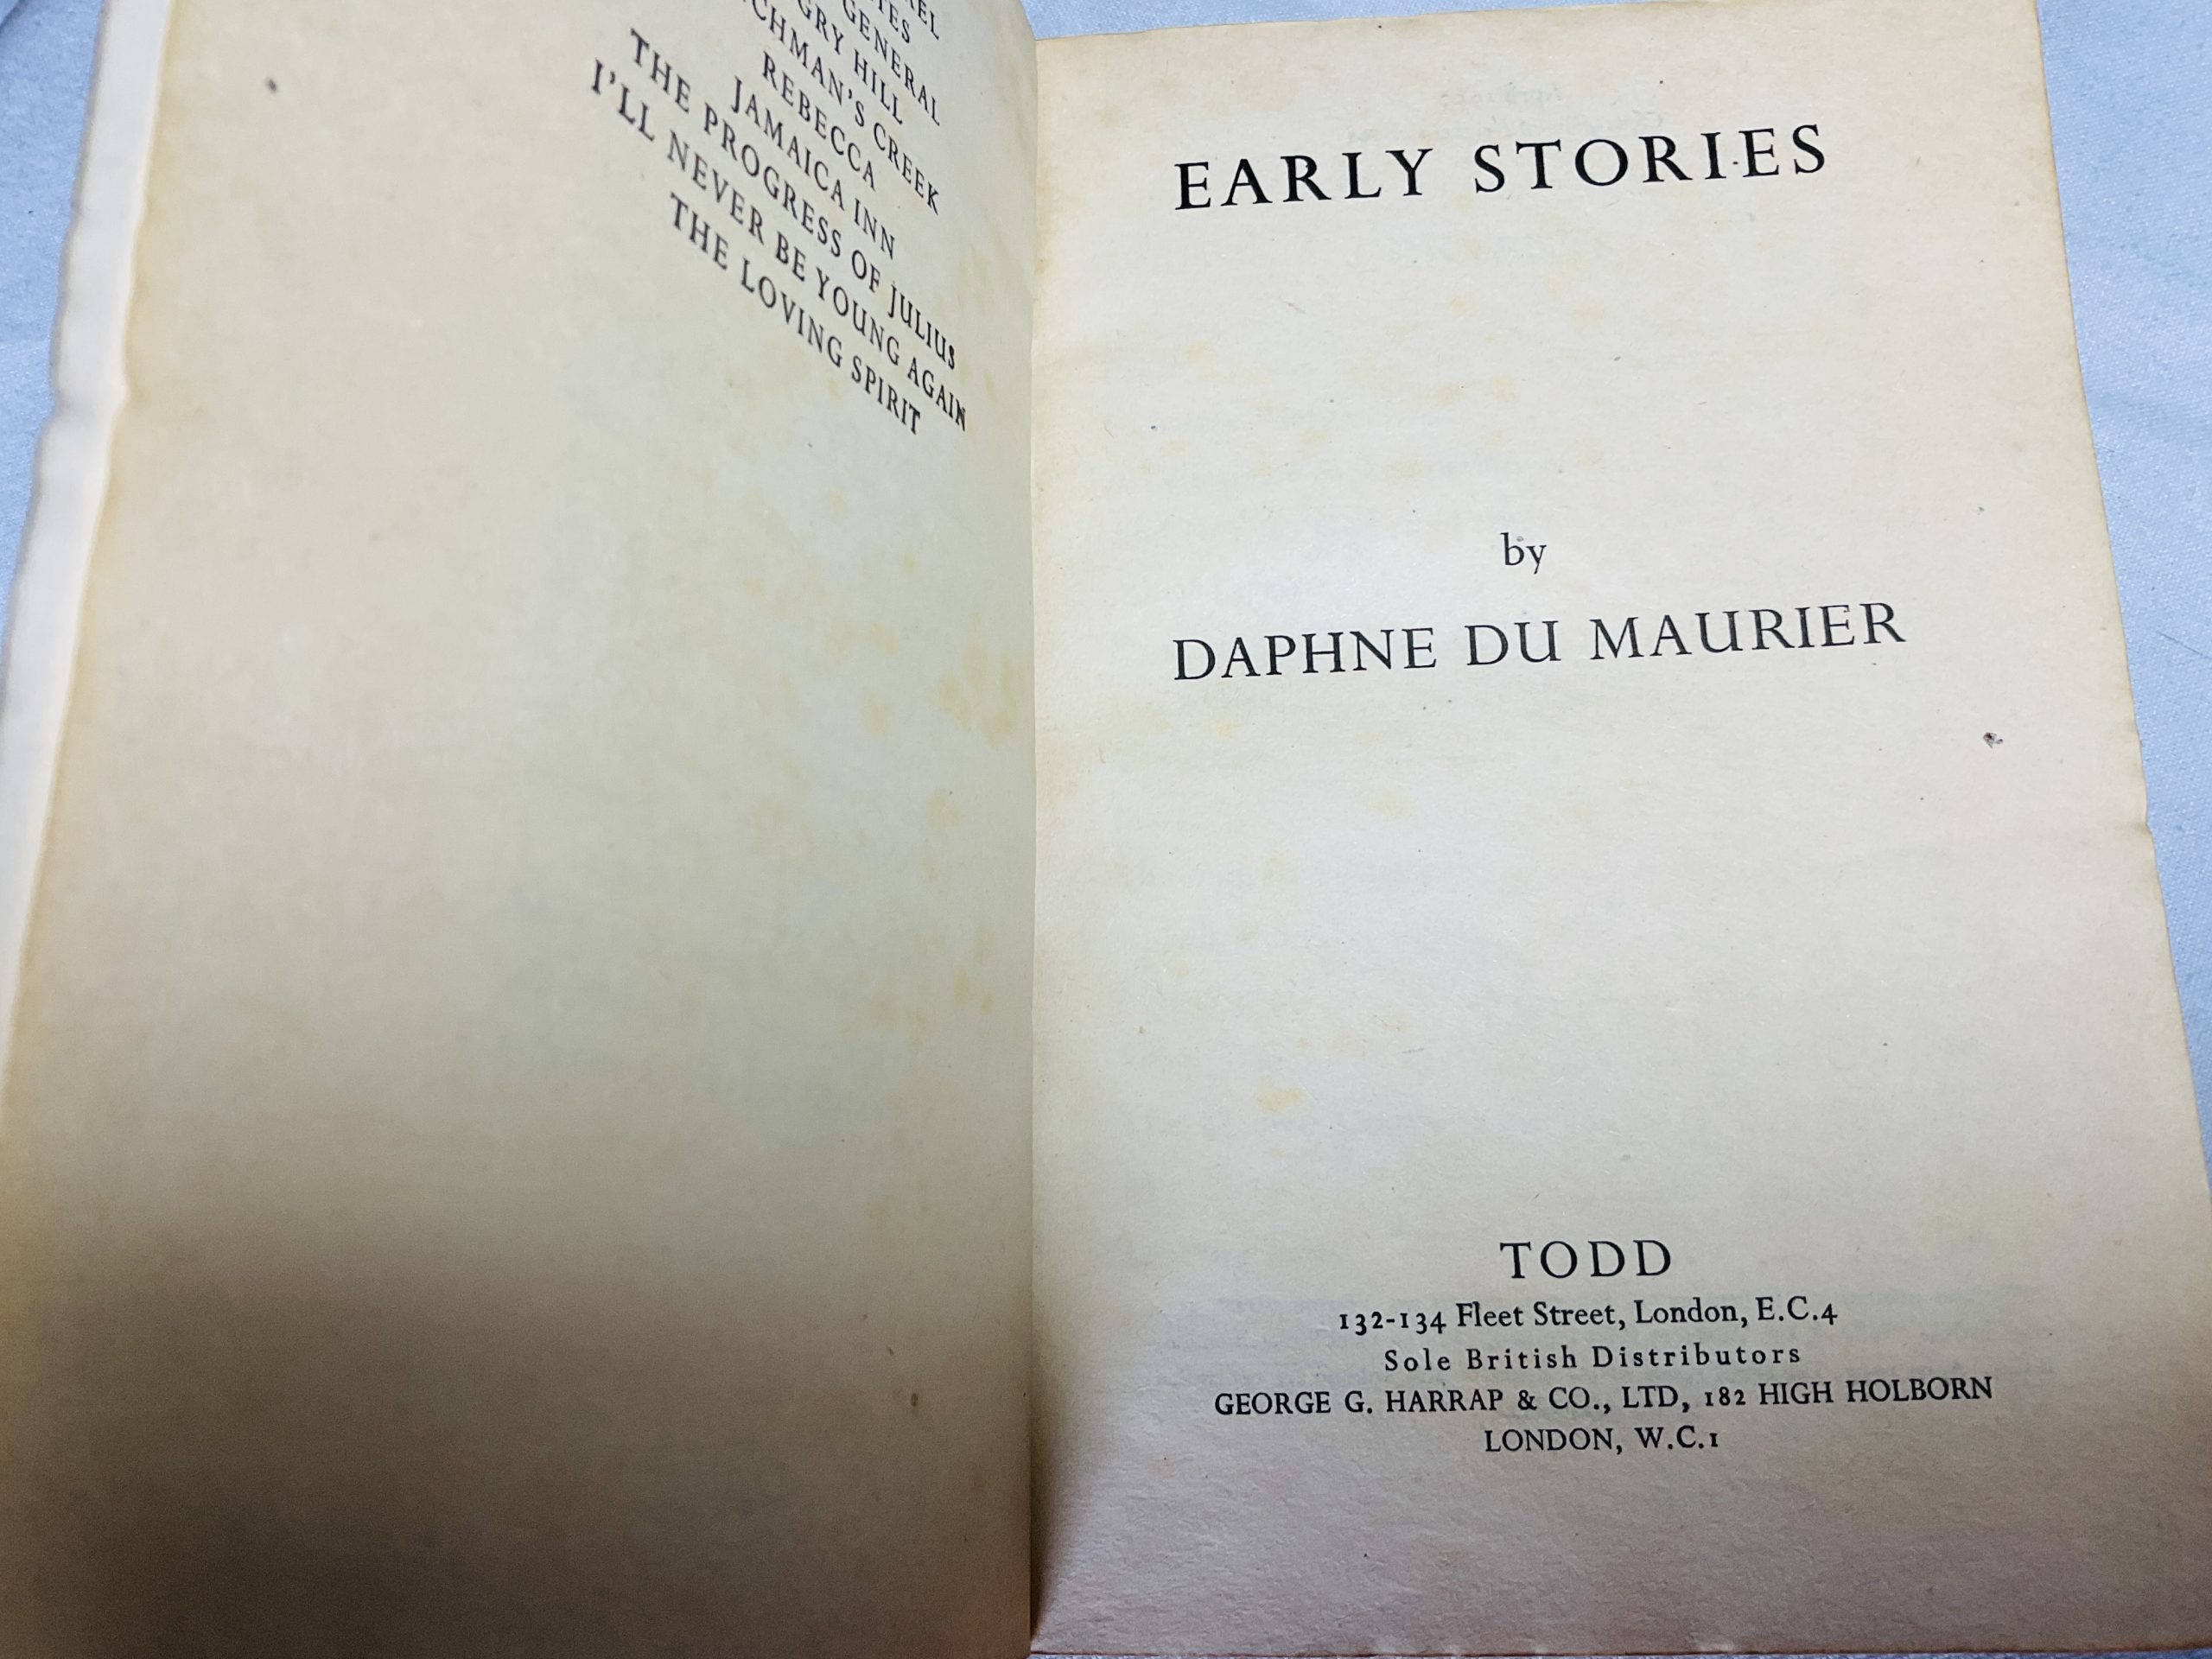 GENERAL
HILL
CREEK
REBECCA
JAMAICA INN
THE PROGRESS OF JULIUS
I'LL NEVER BE YOUNG AGAIN
THE LOVING SPIRIT
EARLY STORIES
by
DAPHNE DU MAURIER
TODD
132-134 Fleet Street, London, E.C.4
Sole British Distributors
GEORGE G. HARRAP & CO., LTD, 182 HIGH HOLBORN
LONDON, W.C.1